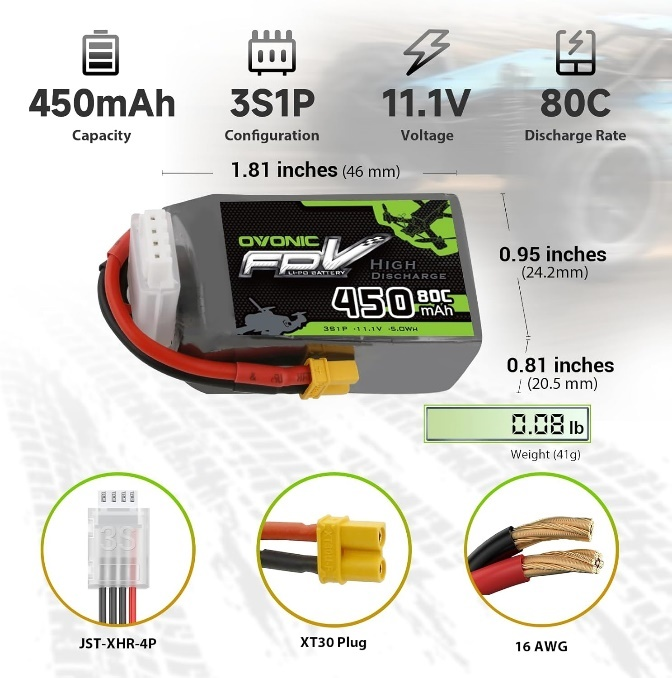 450mAh 3S1P 11.1V 80C
Capacity Configuration Voltage Discharge Rate
1.81 inches (46 mm)
OVONIC
FPV
LI-PO BATTERY
HIGH
DISCHARGE
450 80C
mAh
3S1P ·11.1V ·5.0WH
0.95 inches
(24.2mm)
0.81 inches
(20.5 mm)
0.08 lb
Weight (41g)
3S
JST-XHR-4P XT30 Plug 16 AWG